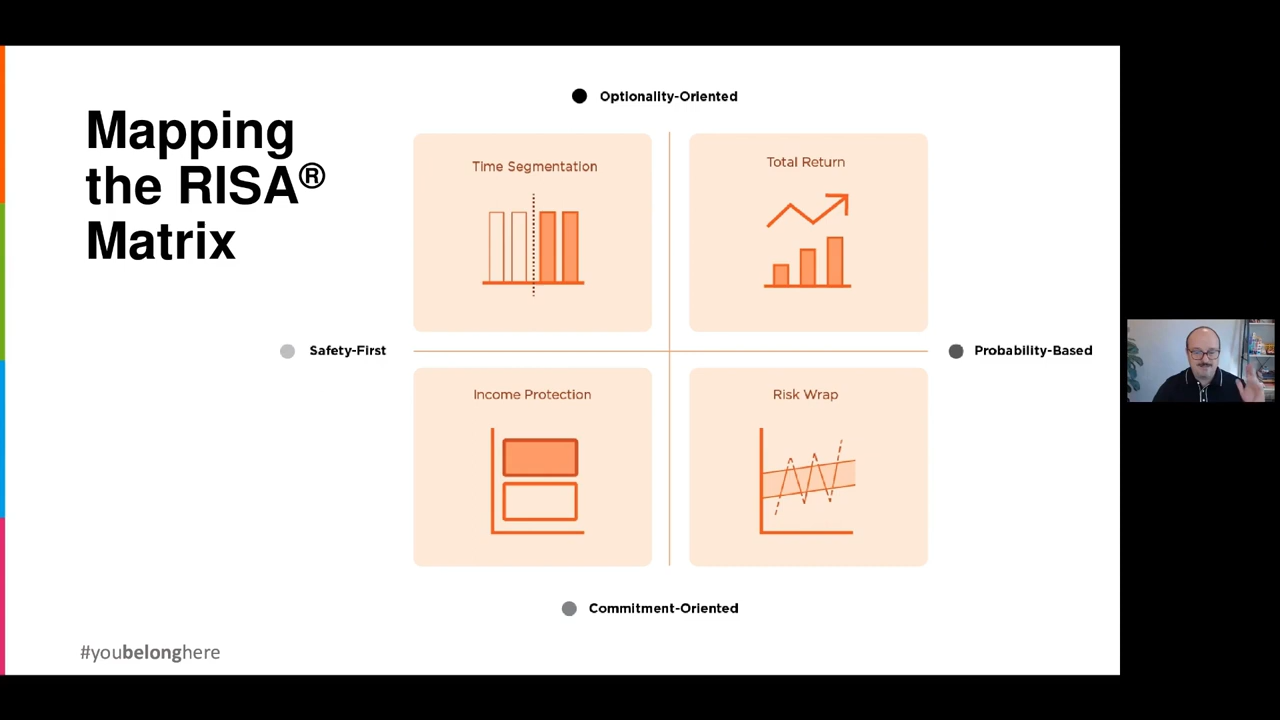 Mapping
the RISA®
Matrix
Optionality-Oriented
Time Segmentation
Total Return
Safety-First
Probability-Based
Income Protection
Risk Wrap
Commitment-Oriented
#youbelonghere